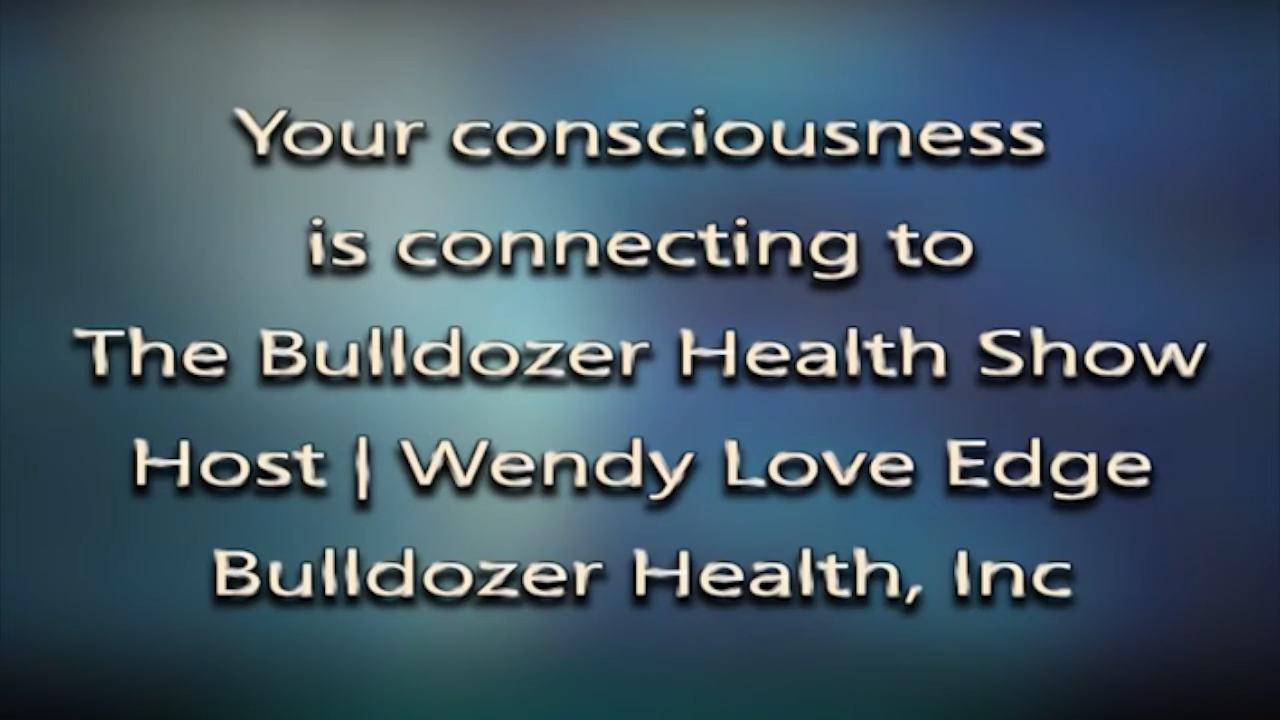 Your consciousness
is connecting to
The Bulldozer Health Show
Host | Wendy Love Edge
Bulldozer Health, Inc